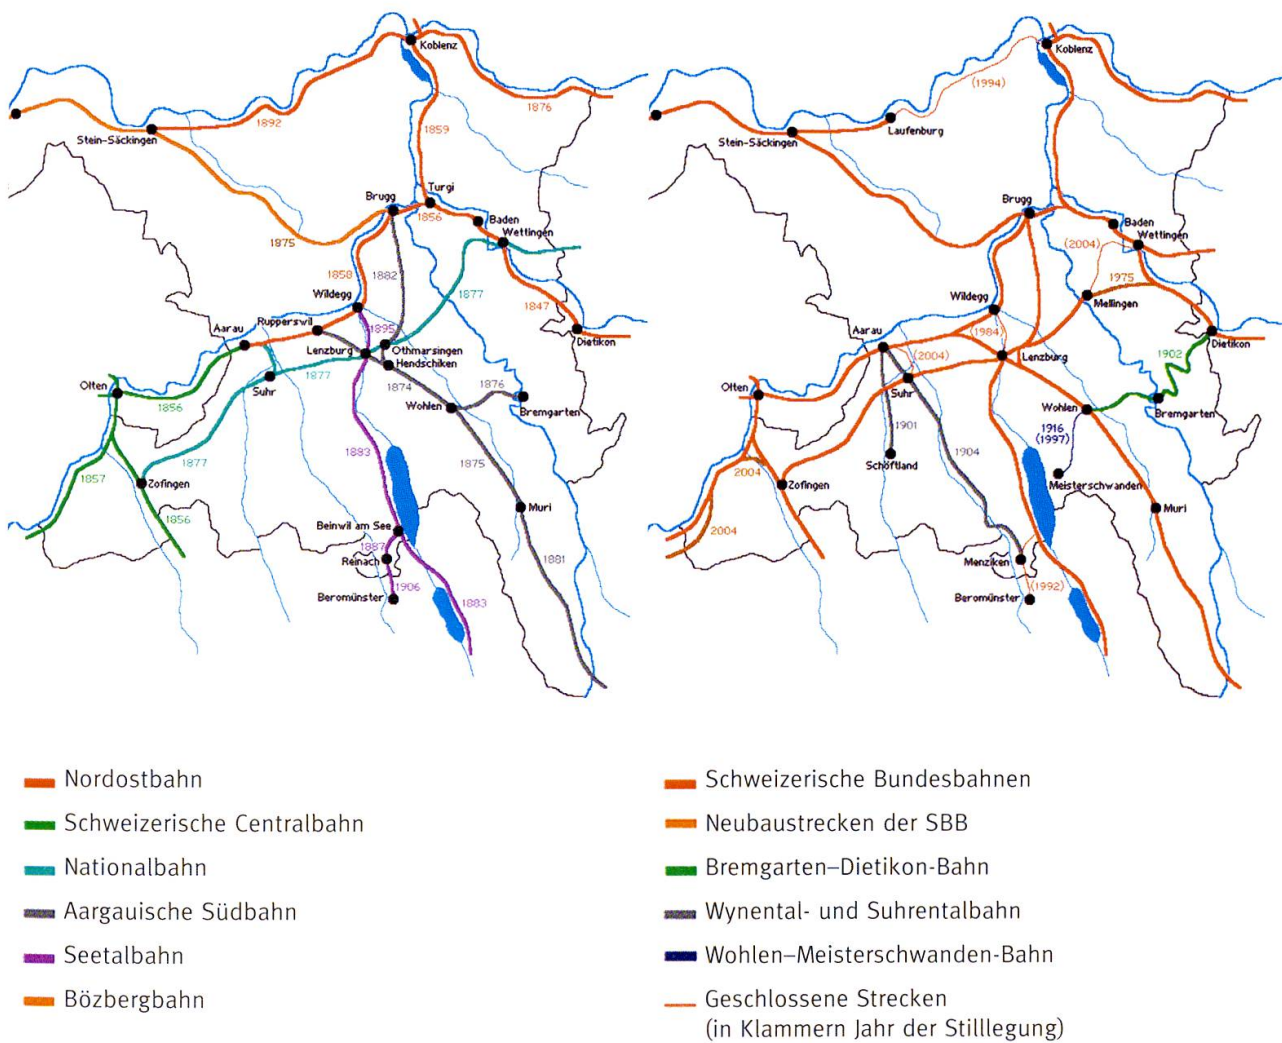 Koblenz
1876
1892
1859
Stein-Säckingen
Brugg
Turgi
1856
Baden
Wettingen
1875
1858
1882
1877
Wildegg
1847
Rupperswil
Aarau
1895
Dietikon
Lenzburg
Othmarsingen
Hendschiken
1877
Olten
Suhr
1874
1876
1856
Wohlen
Bremgarten
1883
1877
1875
1857
Zofingen
1856
Muri
Beinwil am See
1887
Reinach
1881
1906
Beromünster
1883
Koblenz
(1994)
Laufenburg
Stein-Säckingen
Brugg
Baden
Wettingen
(2004)
1975
Mellingen
Wildegg
Aarau
(1984)
Dietikon
(2004)
Lenzburg
1902
Olten
Suhr
Wohlen
Bremgarten
1901
1916
(1997)
1904
Schöftland
2004
Zofingen
Meisterschwanden
Muri
2004
Menziken
(1992)
Beromünster
Nordostbahn
Schweizerische Centralbahn
Nationalbahn
Aargauische Südbahn
Seetalbahn
Bözbergbahn
Schweizerische Bundesbahnen
Neubaustrecken der SBB
Bremgarten–Dietikon-Bahn
Wynental- und Suhrentalbahn
Wohlen–Meisterschwanden-Bahn
Geschlossene Strecken
(in Klammern Jahr der Stilllegung)